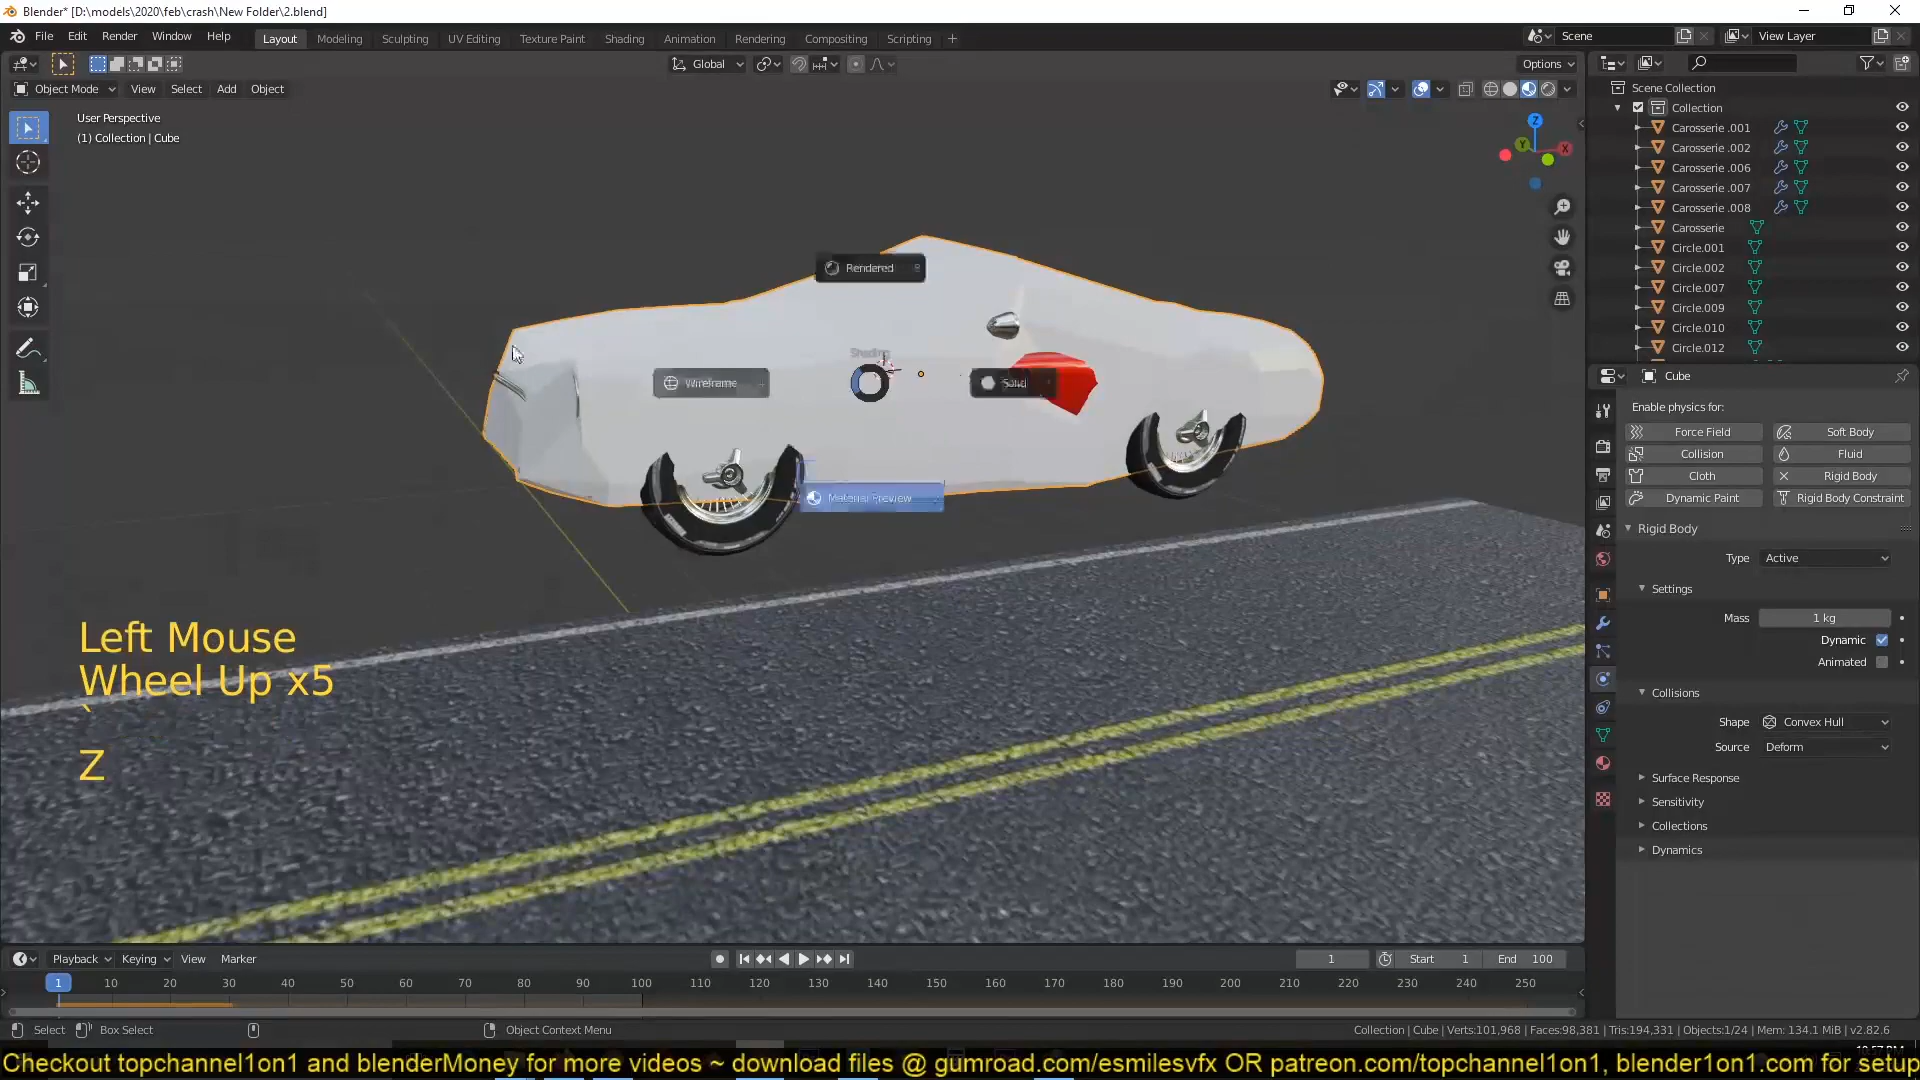 Blender* [D:\models\2020\feb\crash\New Folder\2.blend]
File Edit Render Window Help Layout Modeling Sculpting UV Editing Texture Paint Shading Animation Rendering Compositing Scripting + Scene View Layer
Global Options
Object Mode View Select Add Object
User Perspective
(1) Collection | Cube
Z
Y
X
Scene Collection
Collection
Carosserie .001
Carosserie .002
Carosserie .006
Carosserie .007
Carosserie .008
Carosserie
Circle.001
Circle.002
Circle.007
Circle.009
Circle.010
Circle.012
Rendered
Shading
Wireframe
Solid
Material Preview
Cube
Enable physics for:
Force Field Soft Body
Collision Fluid
Cloth Rigid Body
Dynamic Paint Rigid Body Constraint
Rigid Body
Type Active
Settings
Mass 1 kg
Dynamic
Animated
Collisions
Shape Convex Hull
Source Deform
Surface Response
Sensitivity
Collections
Dynamics
Left Mouse
Wheel Up x5
`
Z
Playback Keying View Marker 1 Start 1 End 100
1 10 20 30 40 50 60 70 80 90 100 110 120 130 140 150 160 170 180 190 200 210 220 230 240 250
Select Box Select Object Context Menu Collection | Cube | Verts:101,968 | Faces:98,381 | Tris:194,331 | Objects:1/24 | Mem: 134.1 MiB | v2.82.6
Checkout topchannel1on1 and blenderMoney for more videos ~ download files @ gumroad.com/esmilesvfx OR patreon.com/topchannel1on1, blender1on1.com for setup